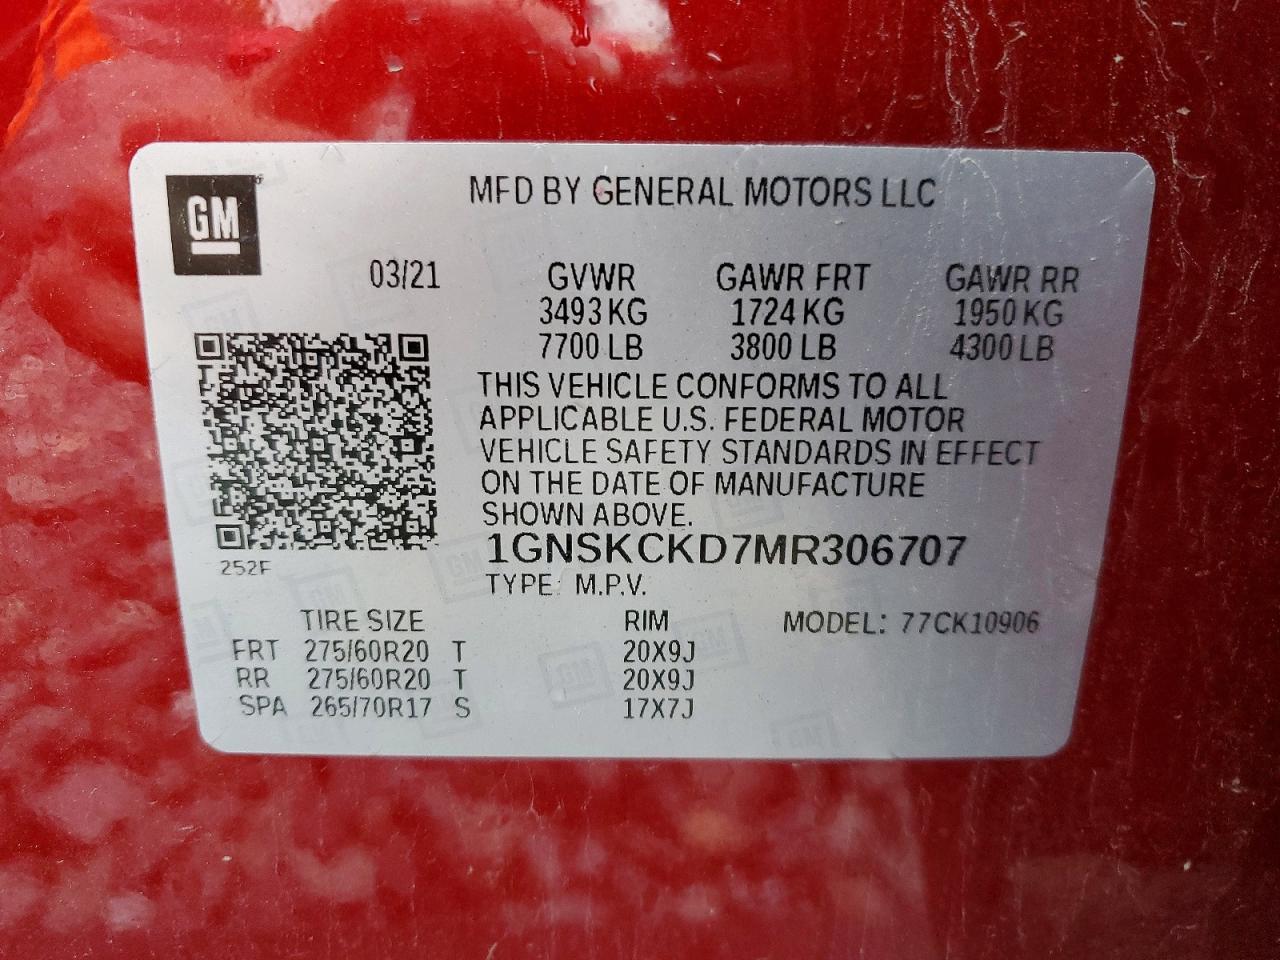 GM
MFD BY GENERAL MOTORS LLC
03/21 GVWR GAWR FRT GAWR RR
3493 KG 1724 KG 1950 KG
7700 LB 3800 LB 4300 LB
THIS VEHICLE CONFORMS TO ALL
APPLICABLE U.S. FEDERAL MOTOR
VEHICLE SAFETY STANDARDS IN EFFECT
ON THE DATE OF MANUFACTURE
SHOWN ABOVE.
1GNSKCKD7MR306707
252F
TYPE: M.P.V.
TIRE SIZE RIM MODEL: 77CK10906
FRT 275/60R20 T 20X9J
RR 275/60R20 T 20X9J
SPA 265/70R17 S 17X7J